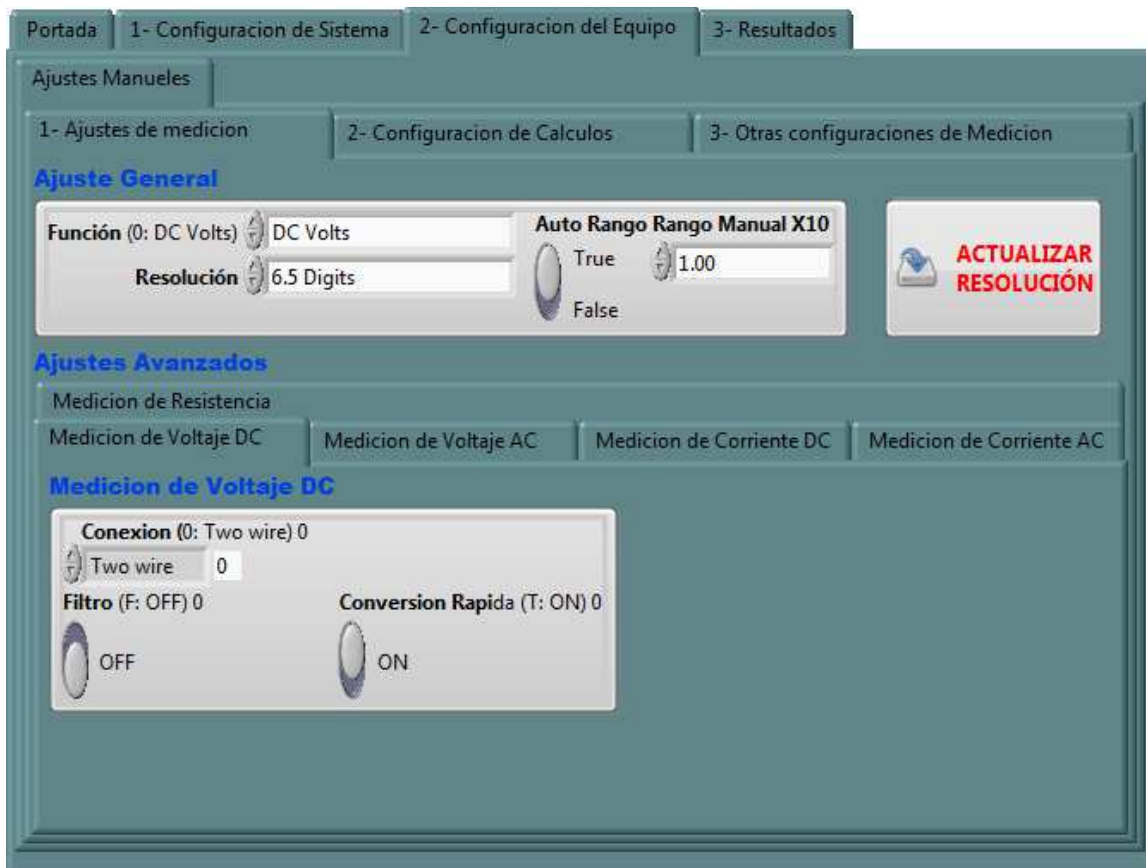 Portada 1- Configuracion de Sistema 2- Configuracion del Equipo 3- Resultados
Ajustes Manueles
1- Ajustes de medicion 2- Configuracion de Calculos 3- Otras configuraciones de Medicion
Ajuste General
Función (0: DC Volts) DC Volts
Resolución 6.5 Digits
Auto Rango Rango Manual X10
True 1.00
False
ACTUALIZAR
RESOLUCIÓN
Ajustes Avanzados
Medicion de Resistencia
Medicion de Voltaje DC Medicion de Voltaje AC Medicion de Corriente DC Medicion de Corriente AC
Medicion de Voltaje DC
Conexion (0: Two wire) 0
Two wire 0
Filtro (F: OFF) 0 Conversion Rapida (T: ON) 0
OFF ON